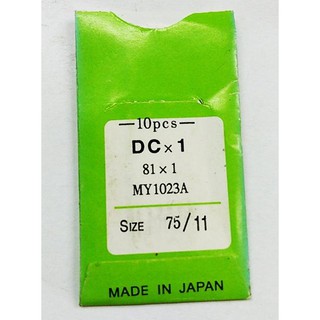 —10pcs—
DC×1
81×1
MY1023A
SIZE 75/11
MADE IN JAPAN